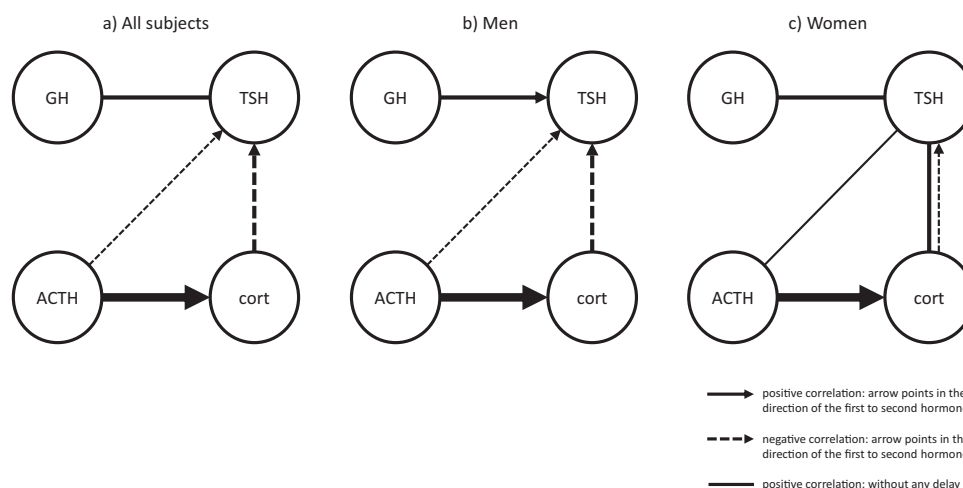 a) All subjects
b) Men
c) Women
GH
TSH
GH
TSH
GH
TSH
ACTH
cort
ACTH
cort
ACTH
cort
positive correlation: arrow points in the
direction of the first to second hormon
negative correlation: arrow points in th
direction of the first to second hormon
positive correlation: without any delay